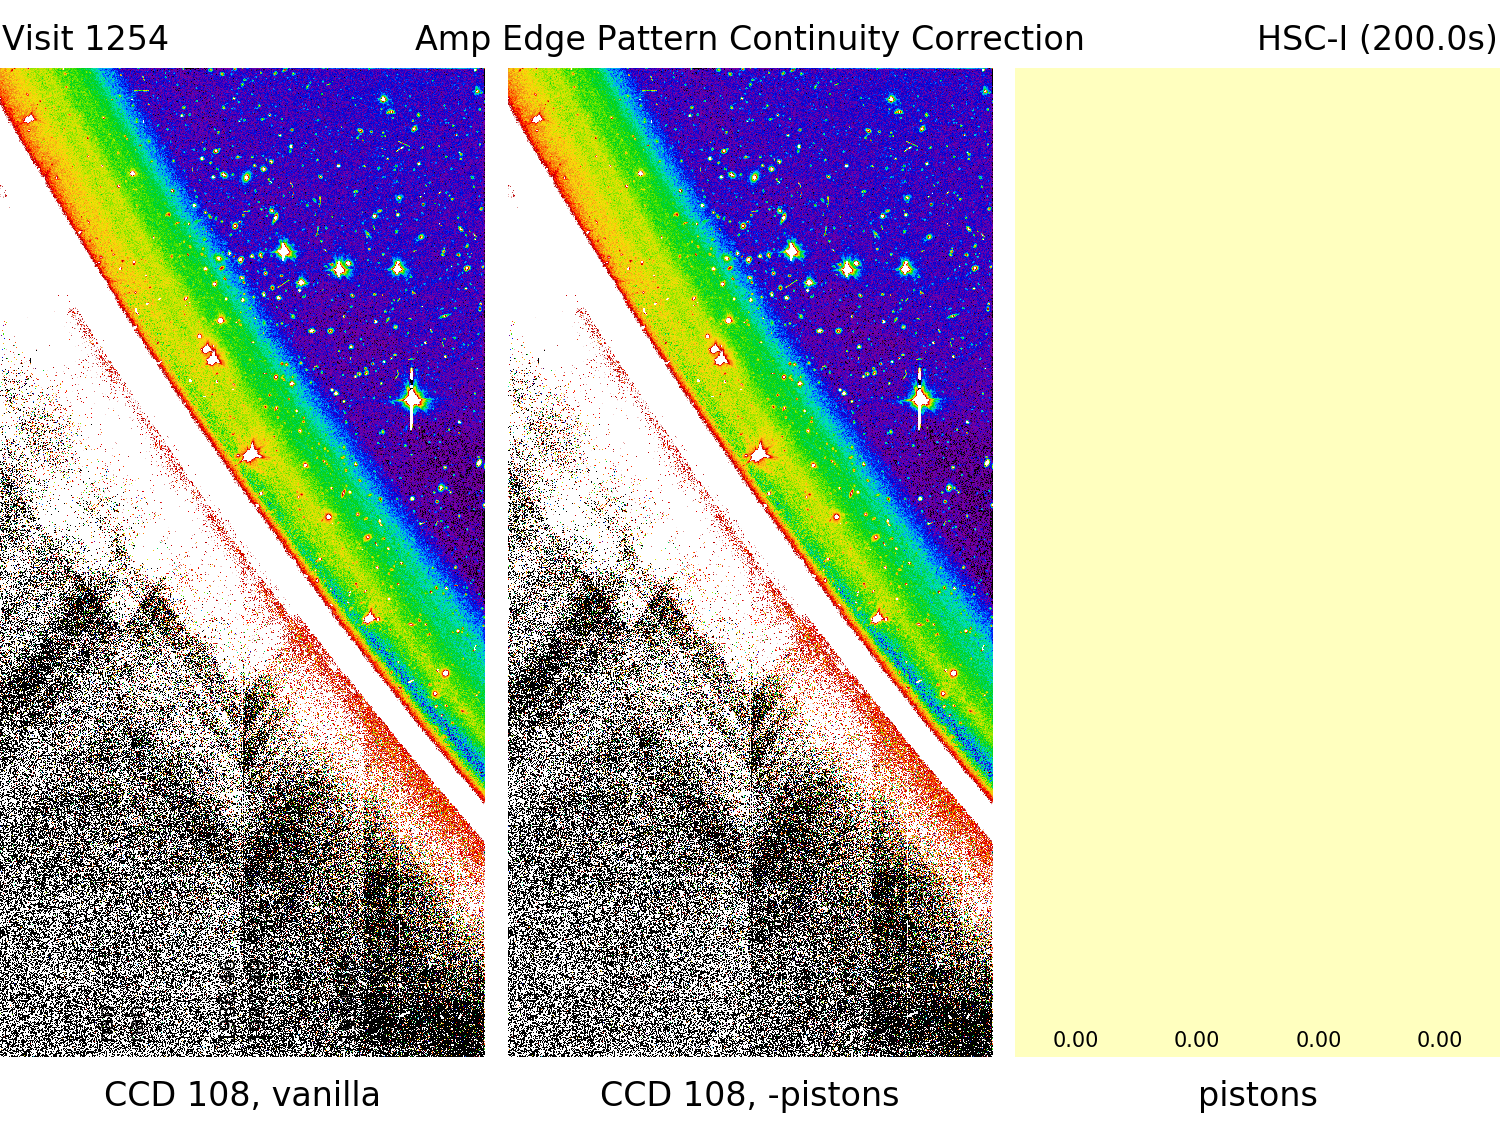 Visit 1254 Amp Edge Pattern Continuity Correction HSC-I (200.0s)
0.00 0.00 0.00 0.00
CCD 108, vanilla CCD 108, -pistons pistons